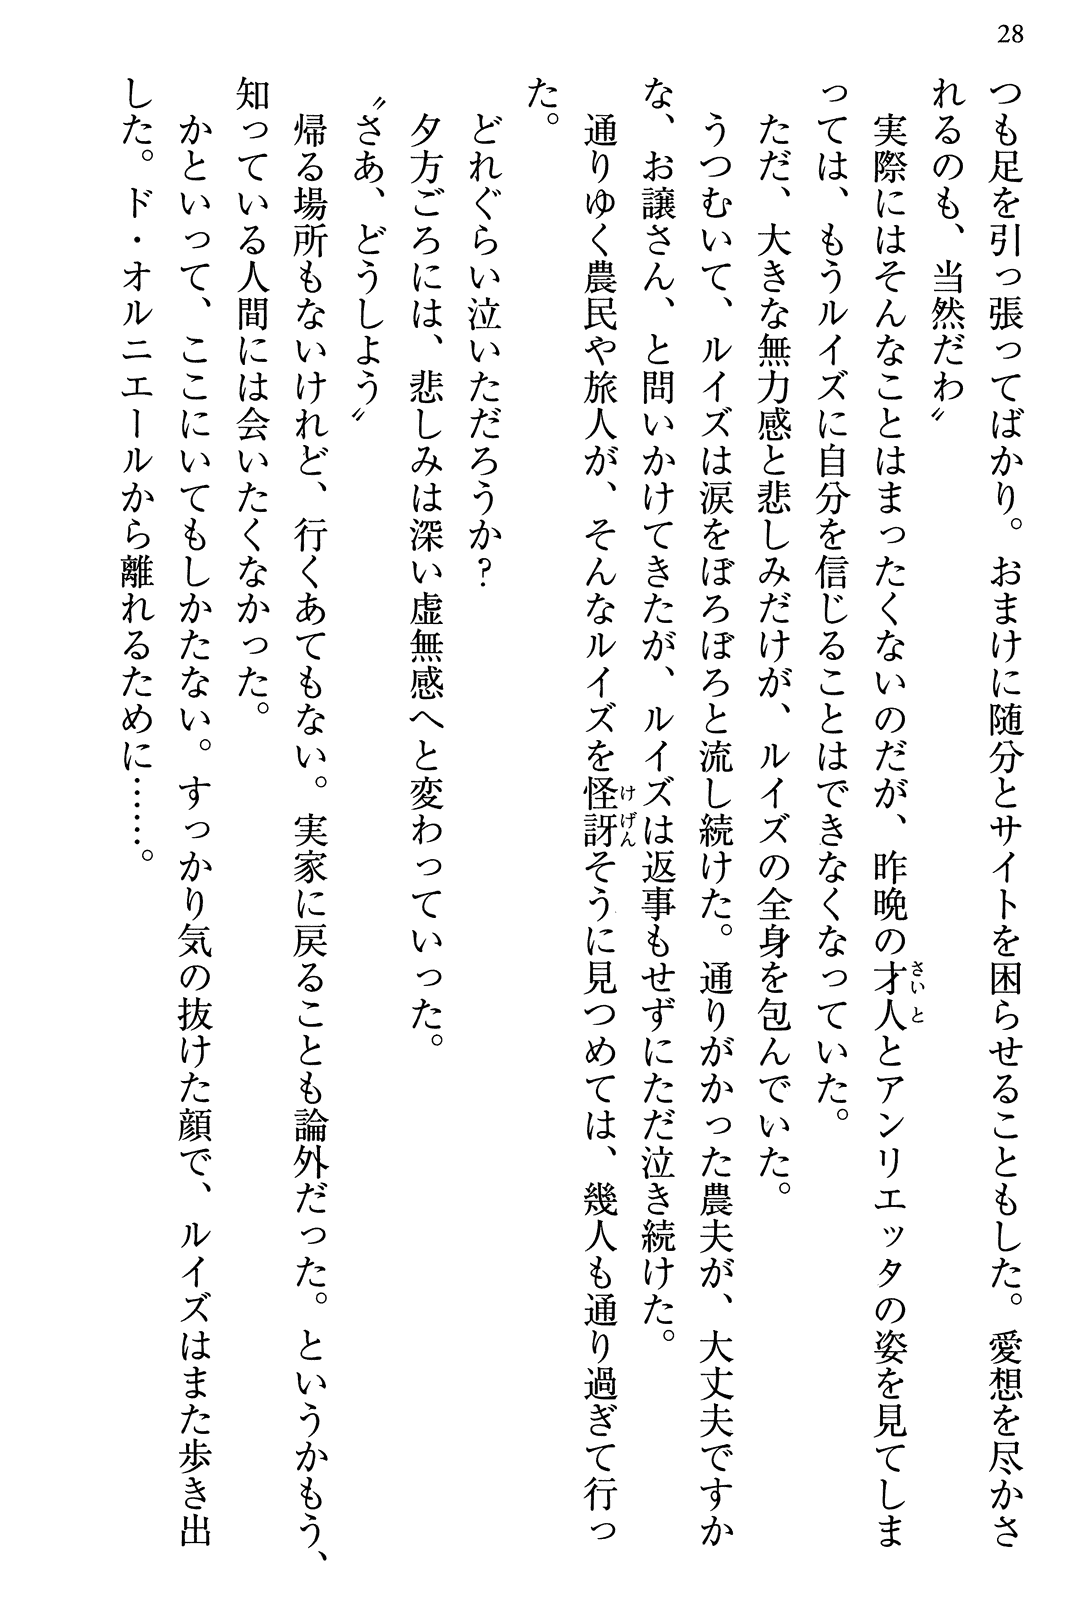 28
つも足を引っ張ってばかり。おまけに随分とサイトを困らせることもした。愛想を尽かさ
れるのも、当然だわ〟
実際にはそんなことはまったくないのだが、昨晩の才人とアンリエッタの姿を見てしま
さいと
っては、もうルイズに自分を信じることはできなくなっていた。
ただ、大きな無力感と悲しみだけが、ルイズの全身を包んでいた。
うつむいて、ルイズは涙をぼろぼろと流し続けた。通りがかった農夫が、大丈夫ですか
な、お譲さん、と問いかけてきたが、ルイズは返事もせずにただ泣き続けた。
通りゆく農民や旅人が、そんなルイズを怪訝そうに見つめては、幾人も通り過ぎて行っ
けげん
た。
どれぐらい泣いただろうか?
夕方ごろには、悲しみは深い虚無感へと変わっていった。
〝さあ、どうしよう〟
帰る場所もないけれど、行くあてもない。実家に戻ることも論外だった。というかもう、
知っている人間には会いたくなかった。
かといって、ここにいてもしかたない。すっかり気の抜けた顔で、ルイズはまた歩き出
した。ド・オルニエールから離れるために……。